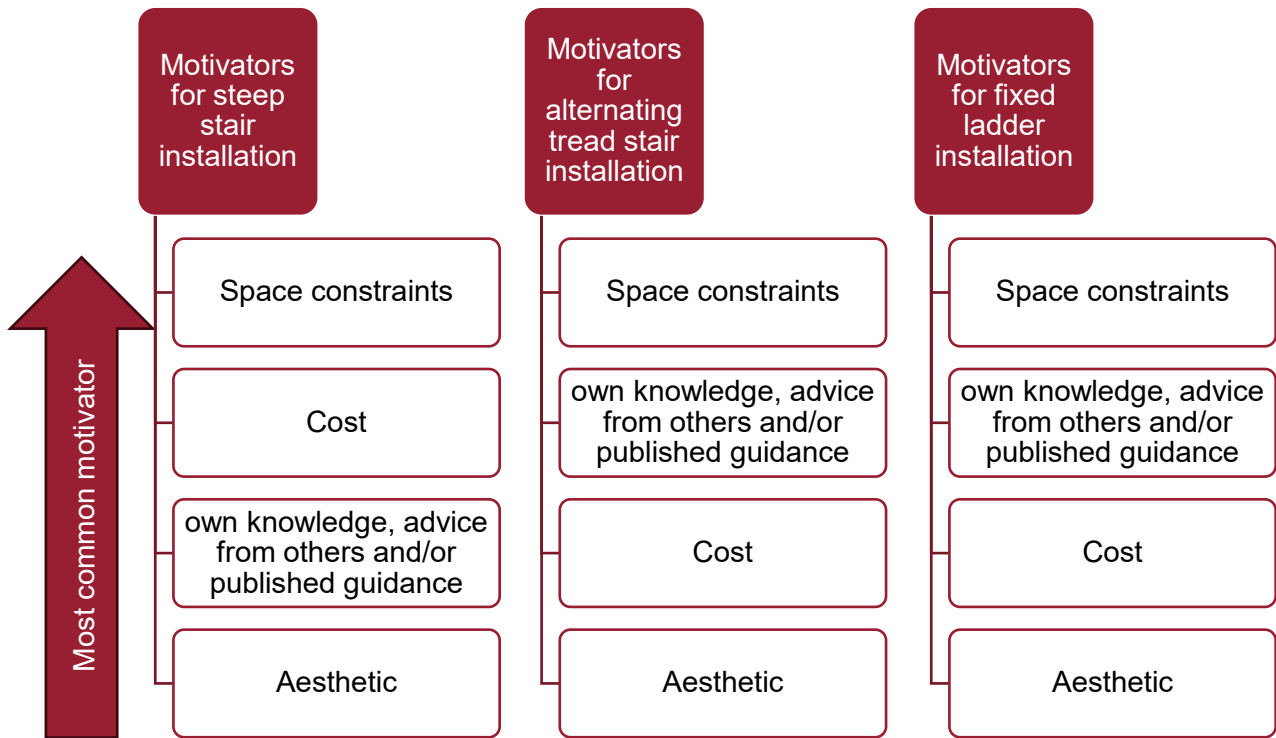 Motivators
for steep
stair
installation
Space constraints
Cost
own knowledge, advice
from others and/or
published guidance
Aesthetic
Motivators
for
alternating
tread stair
installation
Space constraints
own knowledge, advice
from others and/or
published guidance
Cost
Aesthetic
Motivators
for fixed
ladder
installation
Space constraints
own knowledge, advice
from others and/or
published guidance
Cost
Aesthetic
Most common motivator